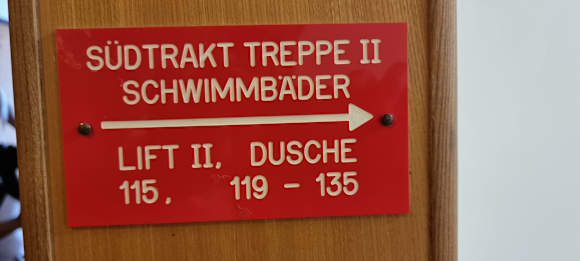 SÜDTRAKT TREPPE II
SCHWIMMBÄDER
LIFT II, DUSCHE
115, 119 - 135